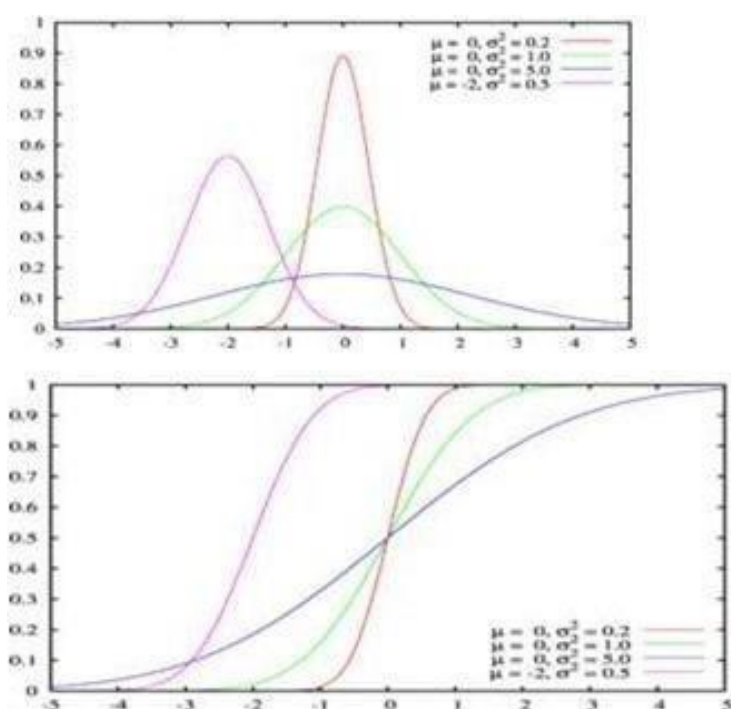 1
0.9
0.8
0.7
0.6
0.5
0.4
0.3
0.2
0.1
0
μ = 0, σ² = 0.2
μ = 0, σ² = 1.0
μ = 0, σ² = 5.0
μ = -2, σ² = 0.5
-5 -4 -3 -2 -1 0 1 2 3 4 5
1
0.9
0.8
0.7
0.6
0.5
0.4
0.3
0.2
0.1
0
μ = 0, σ² = 0.2
μ = 0, σ² = 1.0
μ = 0, σ² = 5.0
μ = -2, σ² = 0.5
-5 -4 -3 -2 -1 0 1 2 3 4 5